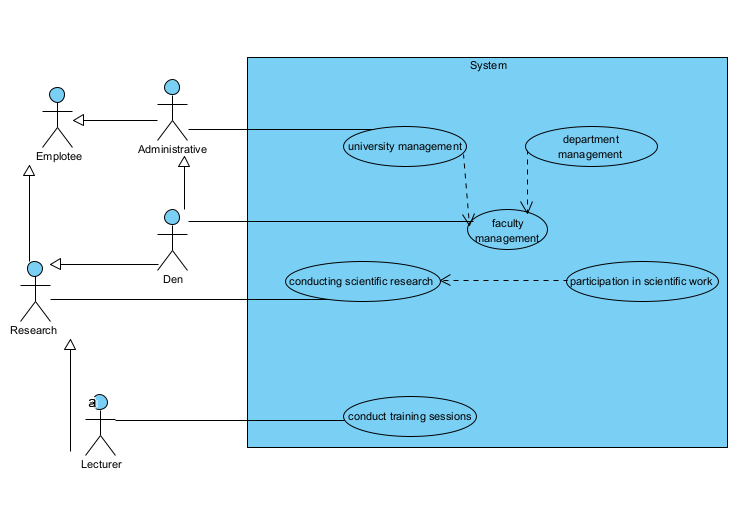 System
Emplotee
Administrative
university management
department
management
faculty
management
Den
conducting scientific research
participation in scientific work
Research
a
conduct training sessions
Lecturer